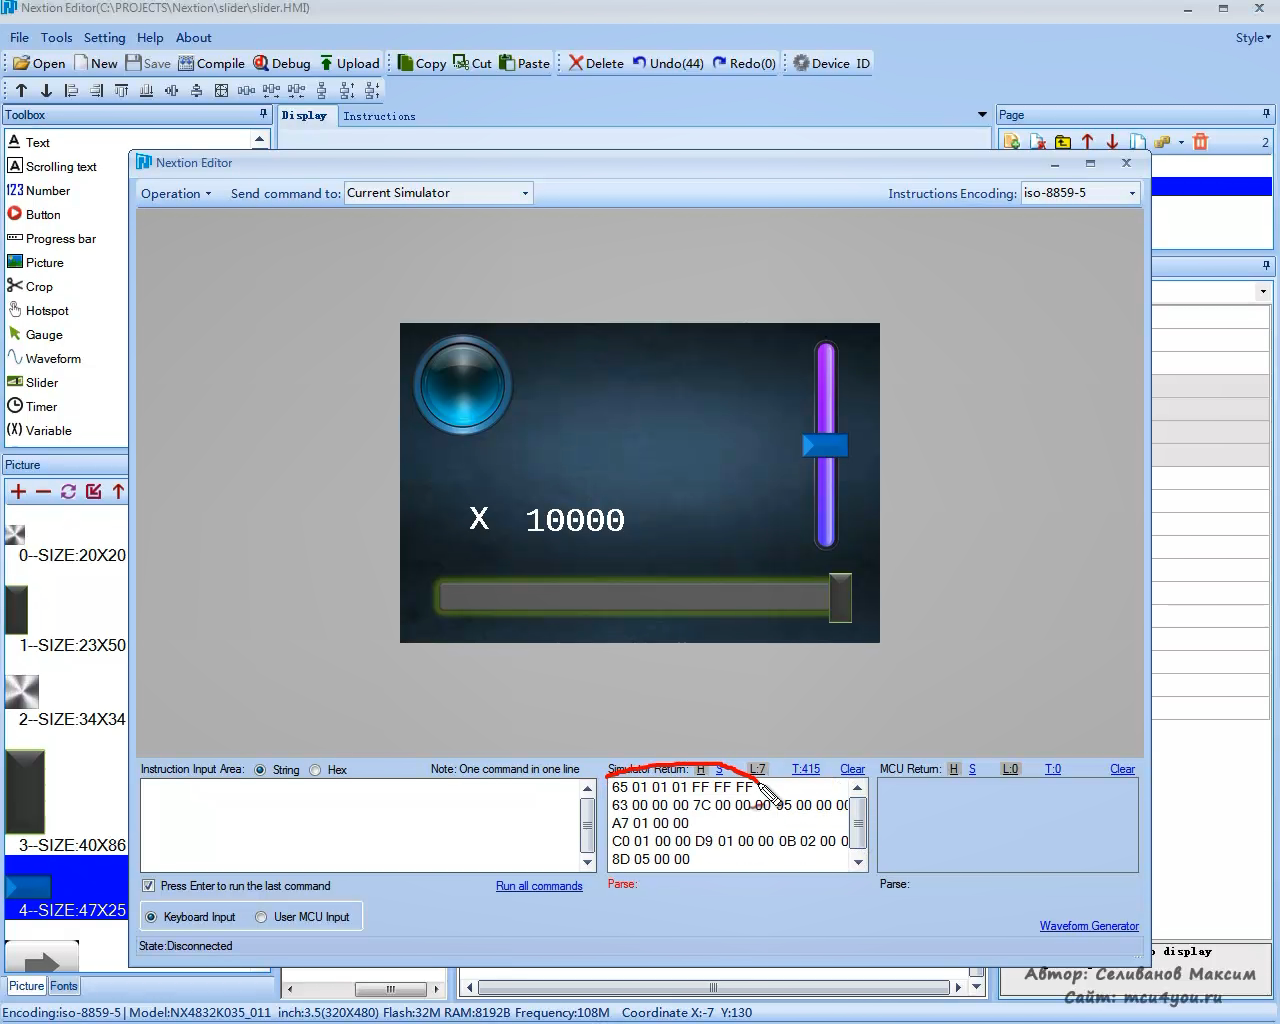 Nextion Editor(C:\PROJECTS\Nextion\slider\slider.HMI)
File Tools Setting Help About
Style
Open New Save Compile Debug Upload Copy Cut Paste Delete Undo(44) Redo(0) Device ID
Toolbox
Display Instructions
Page
Text
2
Scrolling text
Number
Button
Progress bar
Picture
Crop
Hotspot
Gauge
Waveform
Slider
Timer
Variable
Nextion Editor
Operation Send command to: Current Simulator Instructions Encoding: iso-8859-5
X 10000
Picture
0--SIZE:20X20
1--SIZE:23X50
2--SIZE:34X34
3--SIZE:40X86
4--SIZE:47X25
Picture Fonts
Instruction Input Area: String Hex Note: One command in one line
Simulator Return: H S L:7 T:415 Clear
65 01 01 01 FF FF FF
63 00 00 00 7C 00 00 00 95 00 00 00
A7 01 00 00
C0 01 00 00 D9 01 00 00 0B 02 00 0
8D 05 00 00
Parse:
MCU Return: H S L:0 T:0 Clear
Parse:
Press Enter to run the last command Run all commands
Keyboard Input User MCU Input
Waveform Generator
State:Disconnected
display
Автор: Селиванов Максим
Сайт: mcu4you.ru
Encoding:iso-8859-5 Model:NX4832K035_011 inch:3.5(320X480) Flash:32M RAM:8192B Frequency:108M Coordinate X:-7 Y:130